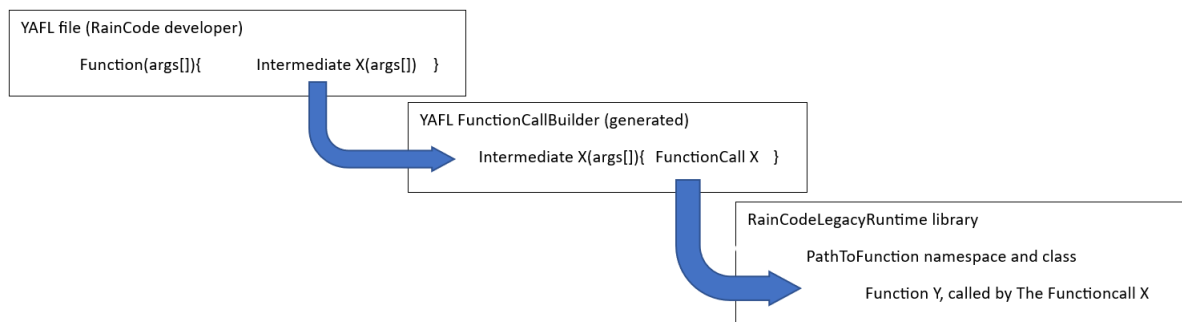 YAFL file (RainCode developer)
Function(args[]){ Intermediate X(args[]) }
YAFL FunctionCallBuilder (generated)
Intermediate X(args[]){ FunctionCall X }
RainCodeLegacyRuntime library
PathToFunction namespace and class
Function Y, called by The Functioncall X